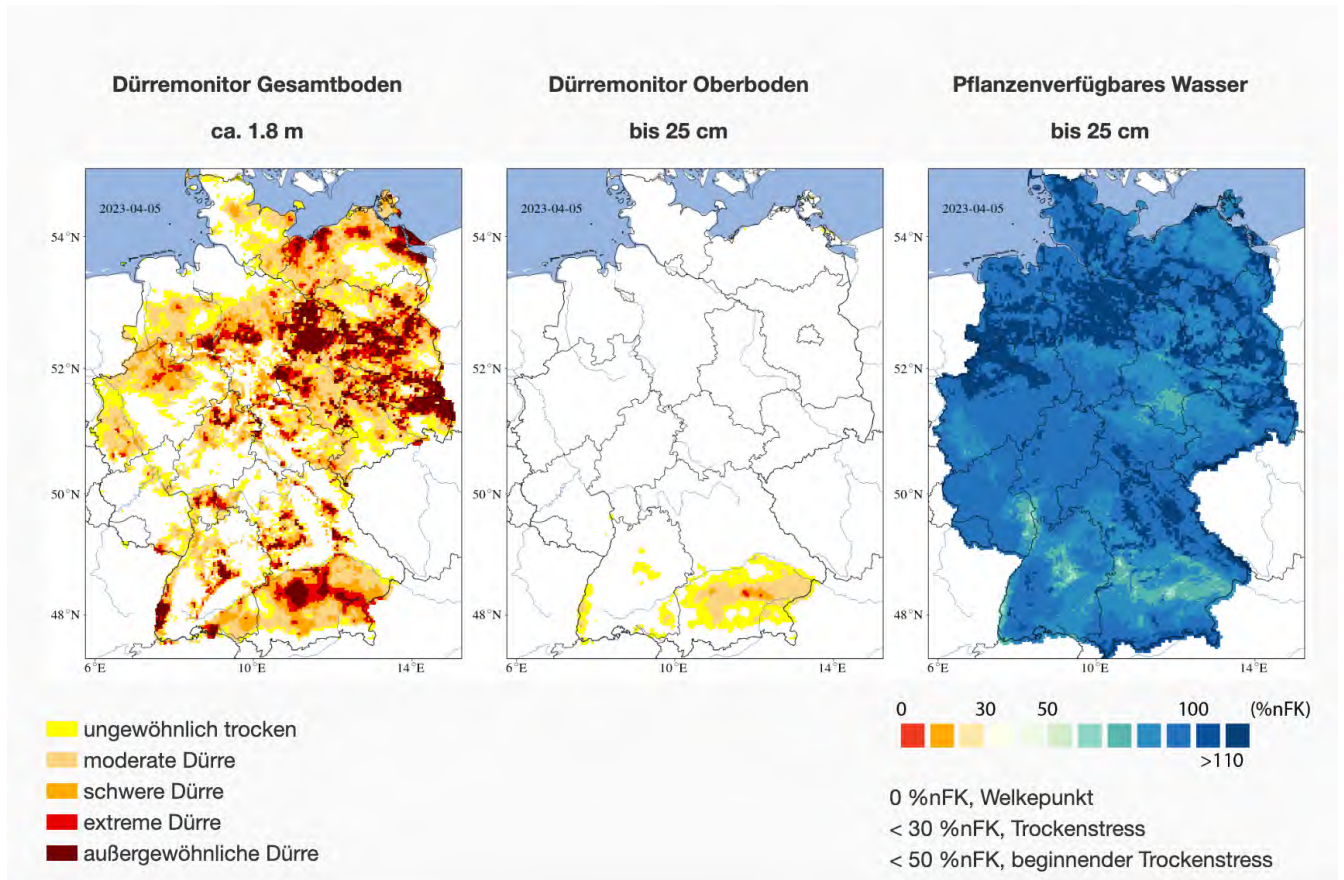 Dürremonitor Gesamtboden
ca. 1.8 m
Dürremonitor Oberboden
bis 25 cm
Pflanzenverfügbares Wasser
bis 25 cm
2023-04-05
54°N
52°N
50°N
48°N
6°E
10°E
14°E
2023-04-05
54°N
52°N
50°N
48°N
6°E
10°E
14°E
2023-04-05
54°N
52°N
50°N
48°N
6°E
10°E
14°E
ungewöhnlich trocken
moderate Dürre
schwere Dürre
extreme Dürre
außergewöhnliche Dürre
0 30 50 100 (%nFK)
>110
0 %nFK, Welkepunkt
< 30 %nFK, Trockenstress
< 50 %nFK, beginnender Trockenstress